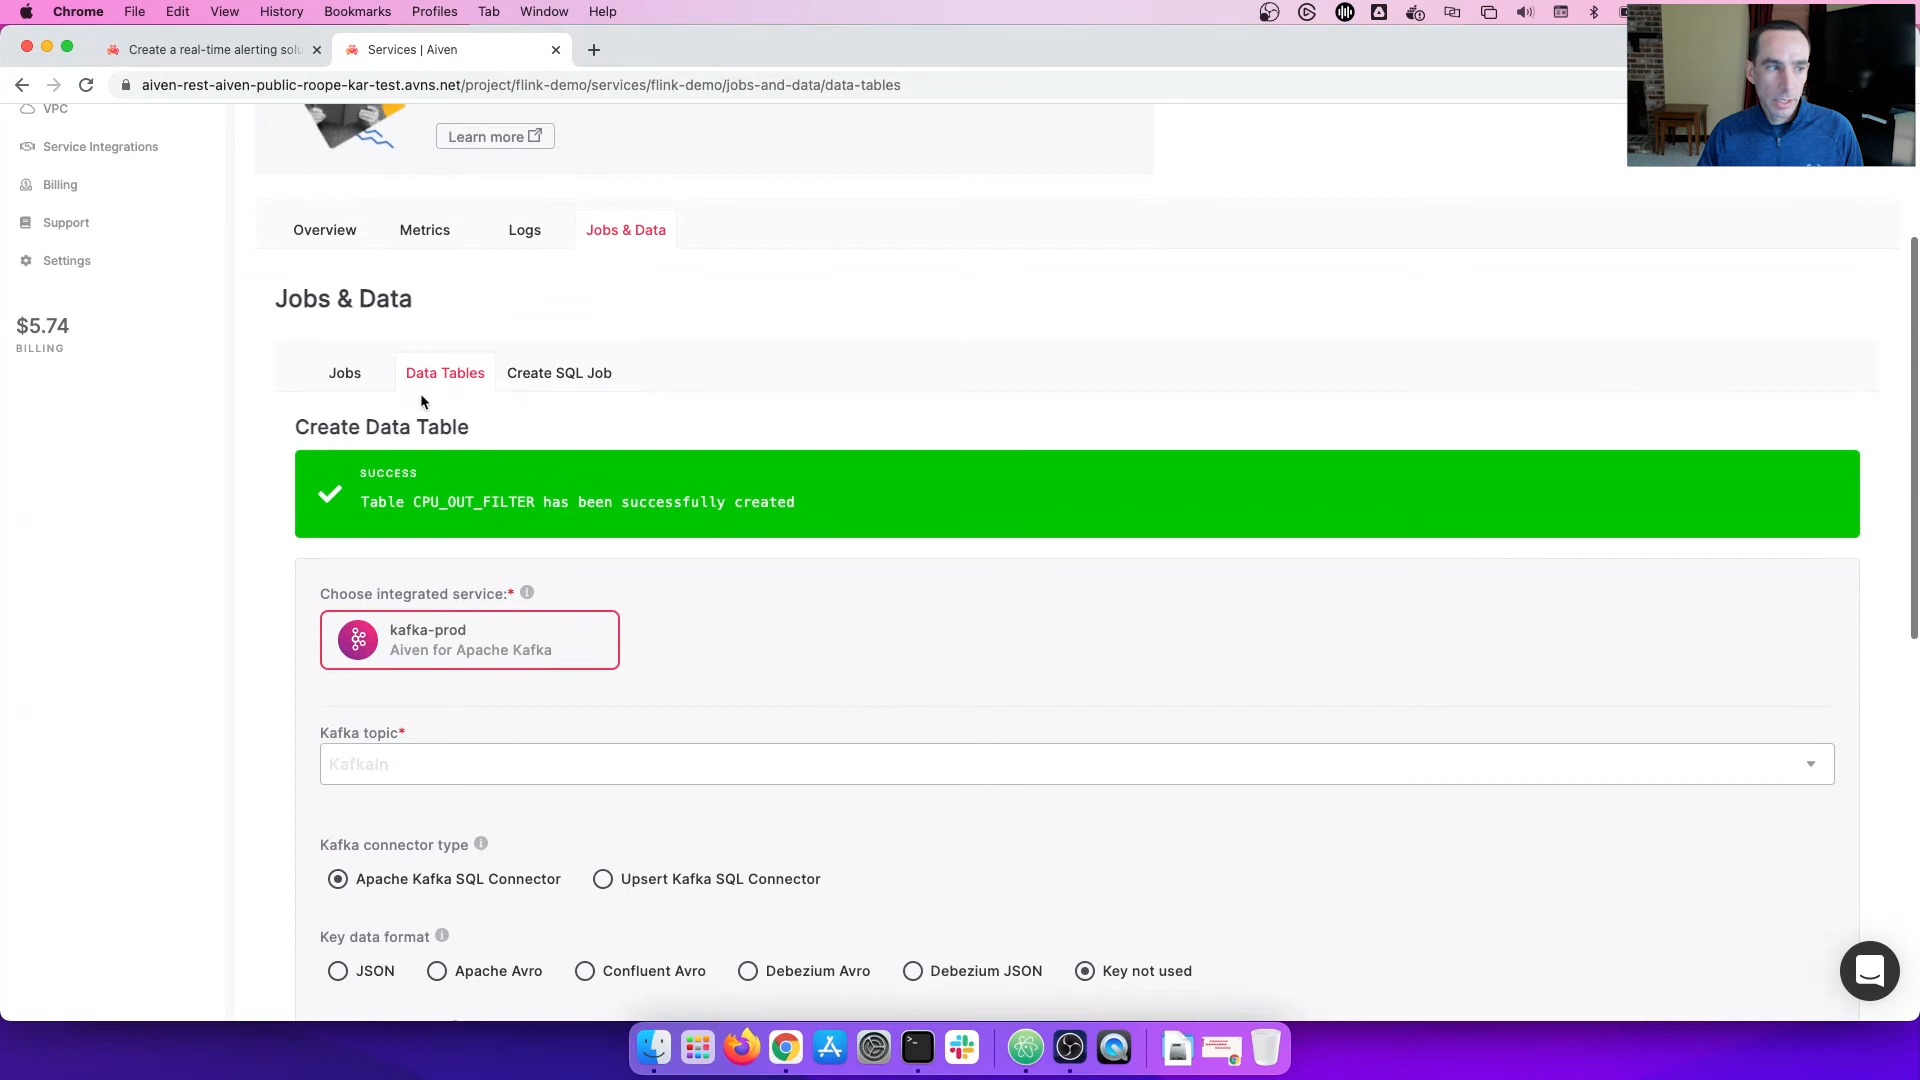 Chrome File Edit View History Bookmarks Profiles Tab Window Help
Create a real-time alerting solu
Services | Aiven
aiven-rest-aiven-public-roope-kar-test.avns.net/project/flink-demo/services/flink-demo/jobs-and-data/data-tables
VPC
Service Integrations
Billing
Support
Settings
$5.74
BILLING
Learn more
Overview Metrics Logs Jobs & Data
Jobs & Data
Jobs Data Tables Create SQL Job
Create Data Table
SUCCESS
Table CPU_OUT_FILTER has been successfully created
Choose integrated service:*
kafka-prod
Aiven for Apache Kafka
Kafka topic*
KafkaIn
Kafka connector type
Apache Kafka SQL Connector Upsert Kafka SQL Connector
Key data format
JSON Apache Avro Confluent Avro Debezium Avro Debezium JSON Key not used